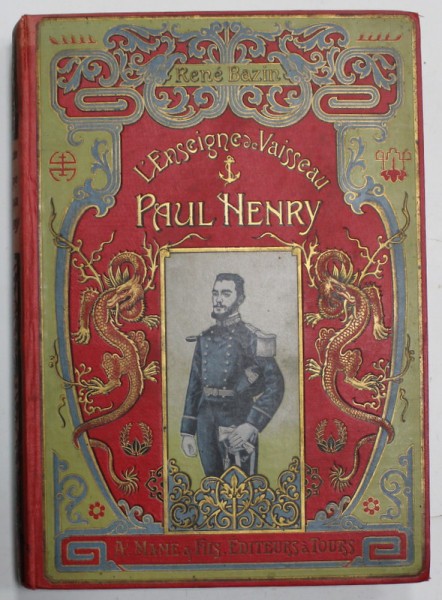 René Bazin
L'Enseigne de Vaisseau
PAUL HENRY
A. MAME & FILS, ÉDITEURS À TOURS